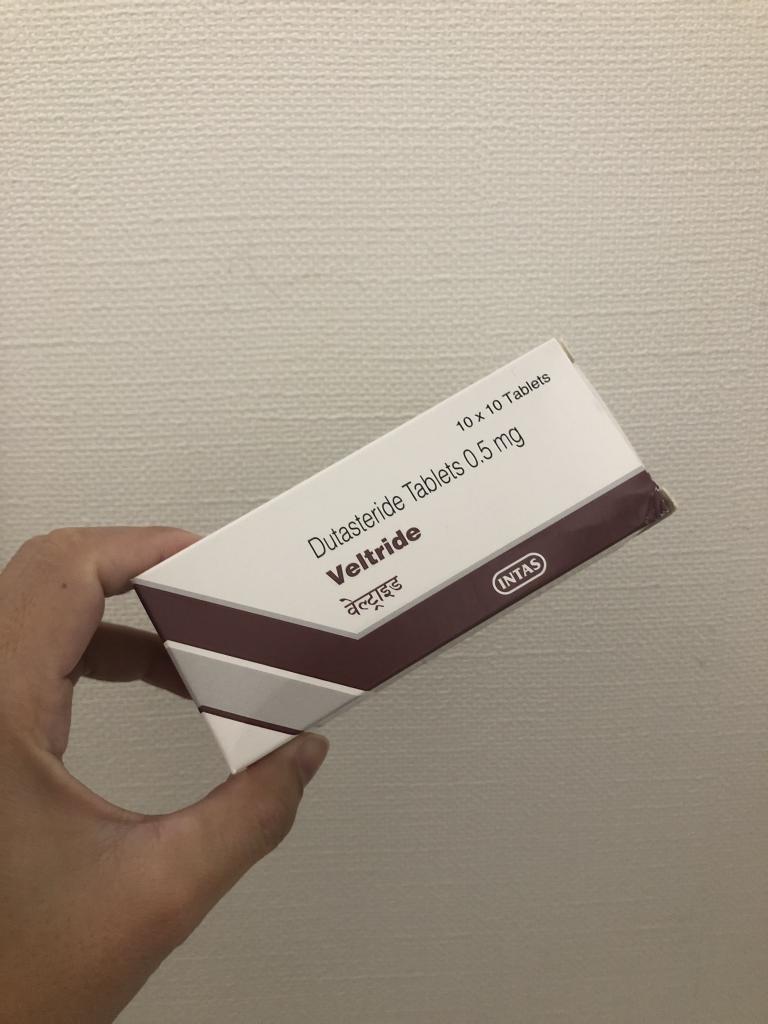 10 x 10 Tablets
Dutasteride Tablets 0.5 mg
Veltride
वेल्ट्राइड
INTAS